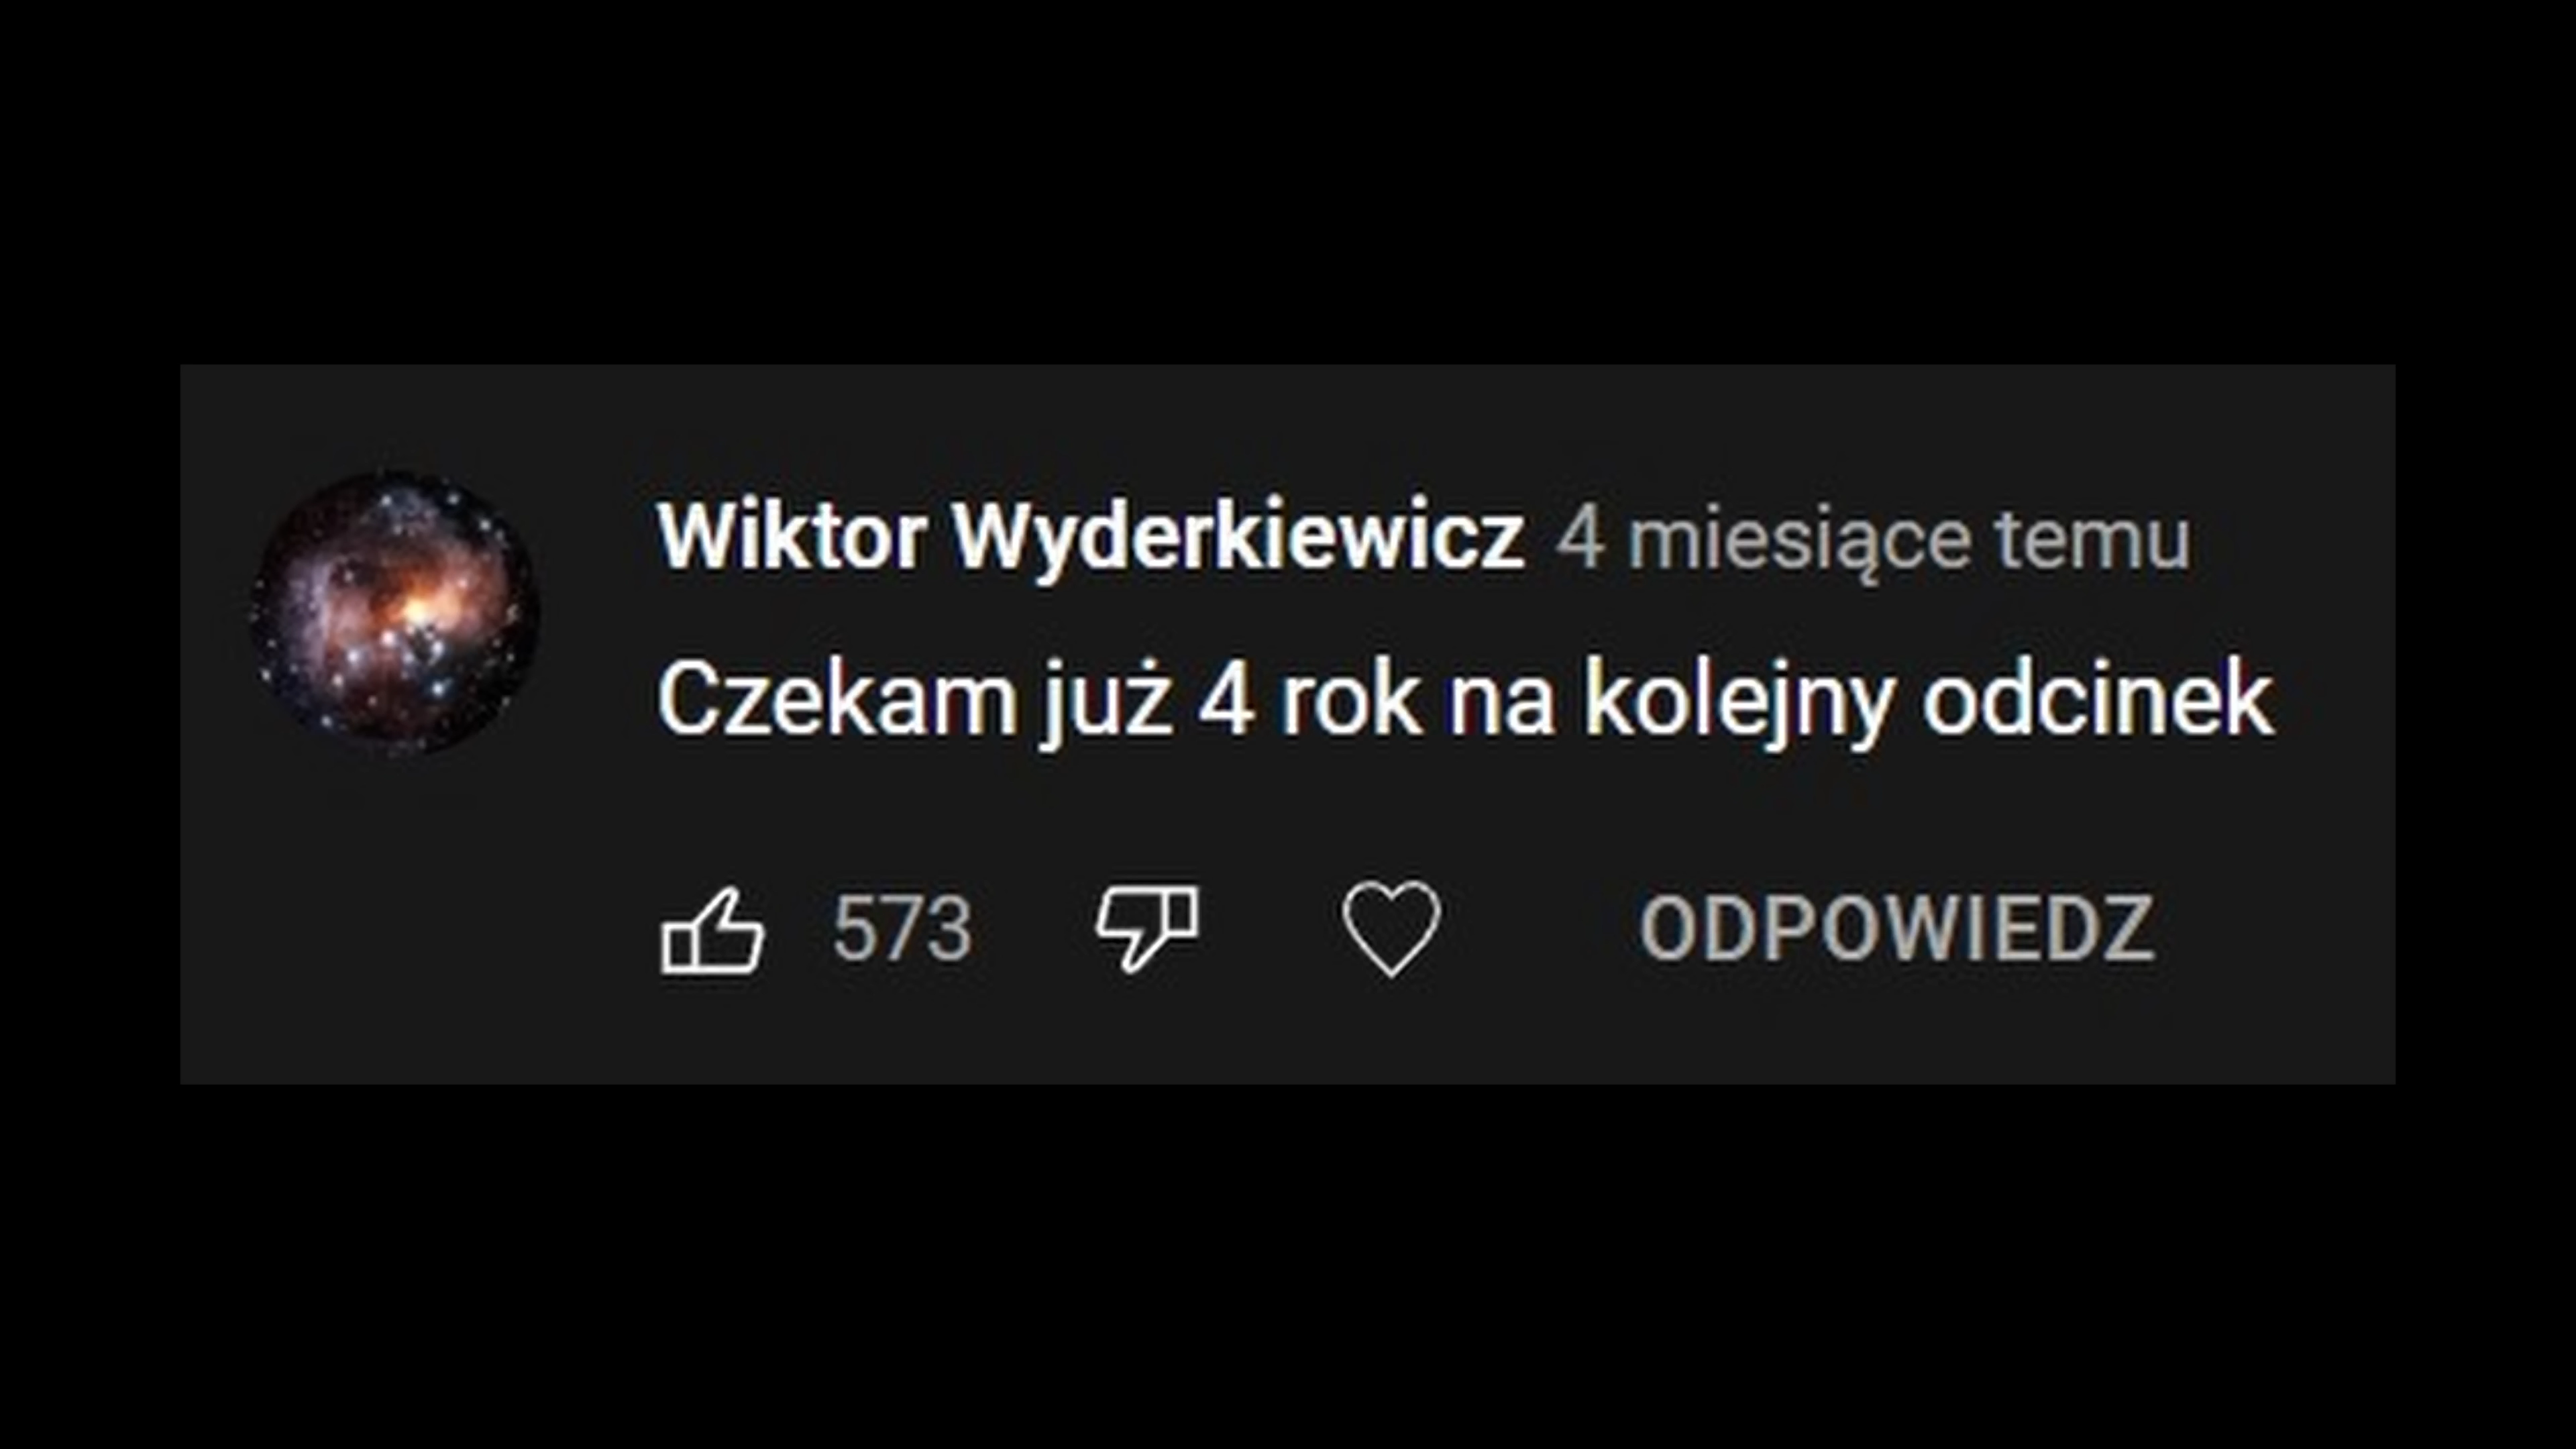 Wiktor Wyderkiewicz 4 miesiące temu
Czekam już 4 rok na kolejny odcinek
573 ODPOWIEDZ